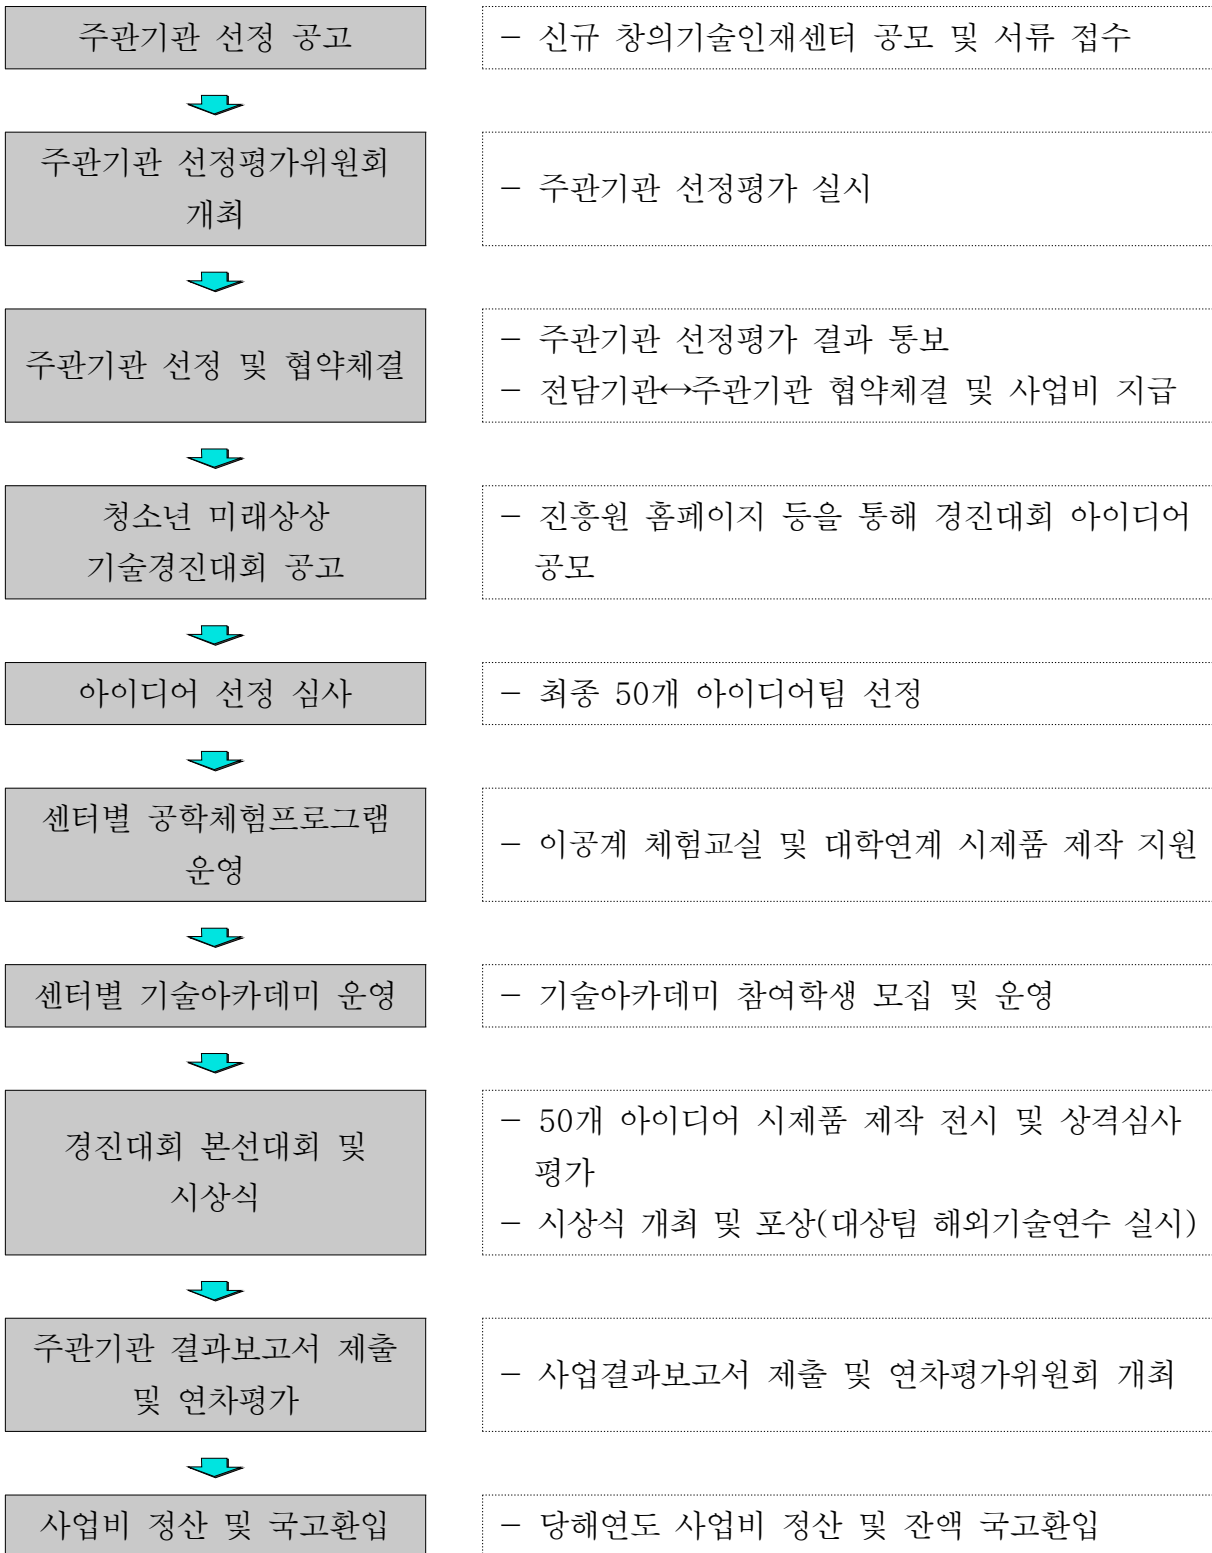 주관기관 선정 공고
- 신규 창의기술인재센터 공모 및 서류 접수
주관기관 선정평가위원회
개최
- 주관기관 선정평가 실시
주관기관 선정 및 협약체결
- 주관기관 선정평가 결과 통보
- 전담기관↔주관기관 협약체결 및 사업비 지급
청소년 미래상상
기술경진대회 공고
- 진흥원 홈페이지 등을 통해 경진대회 아이디어
공모
아이디어 선정 심사
- 최종 50개 아이디어팀 선정
센터별 공학체험프로그램
운영
- 이공계 체험교실 및 대학연계 시제품 제작 지원
센터별 기술아카데미 운영
- 기술아카데미 참여학생 모집 및 운영
경진대회 본선대회 및
시상식
- 50개 아이디어 시제품 제작 전시 및 상격심사
평가
- 시상식 개최 및 포상(대상팀 해외기술연수 실시)
주관기관 결과보고서 제출
및 연차평가
- 사업결과보고서 제출 및 연차평가위원회 개최
사업비 정산 및 국고환입
- 당해연도 사업비 정산 및 잔액 국고환입